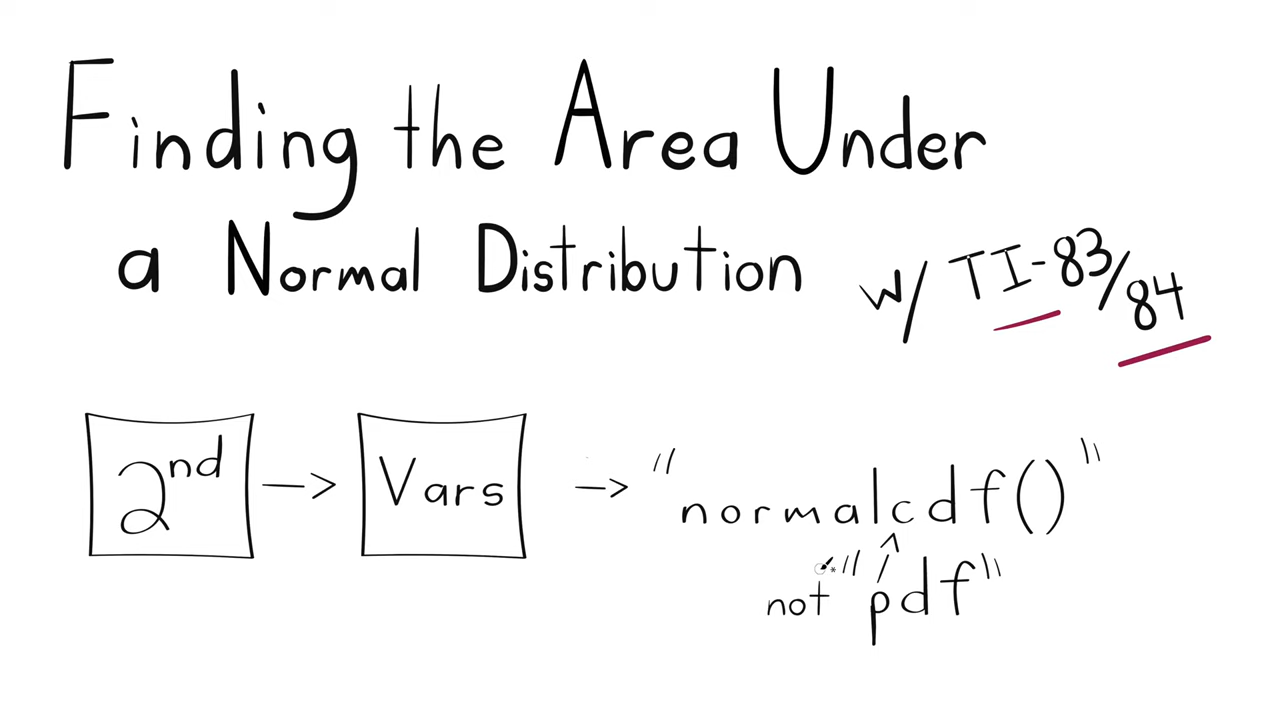 Finding the Area Under
a Normal Distribution w/ TI-83/84
2nd -> Vars -> "normalcdf()"
not "pdf"